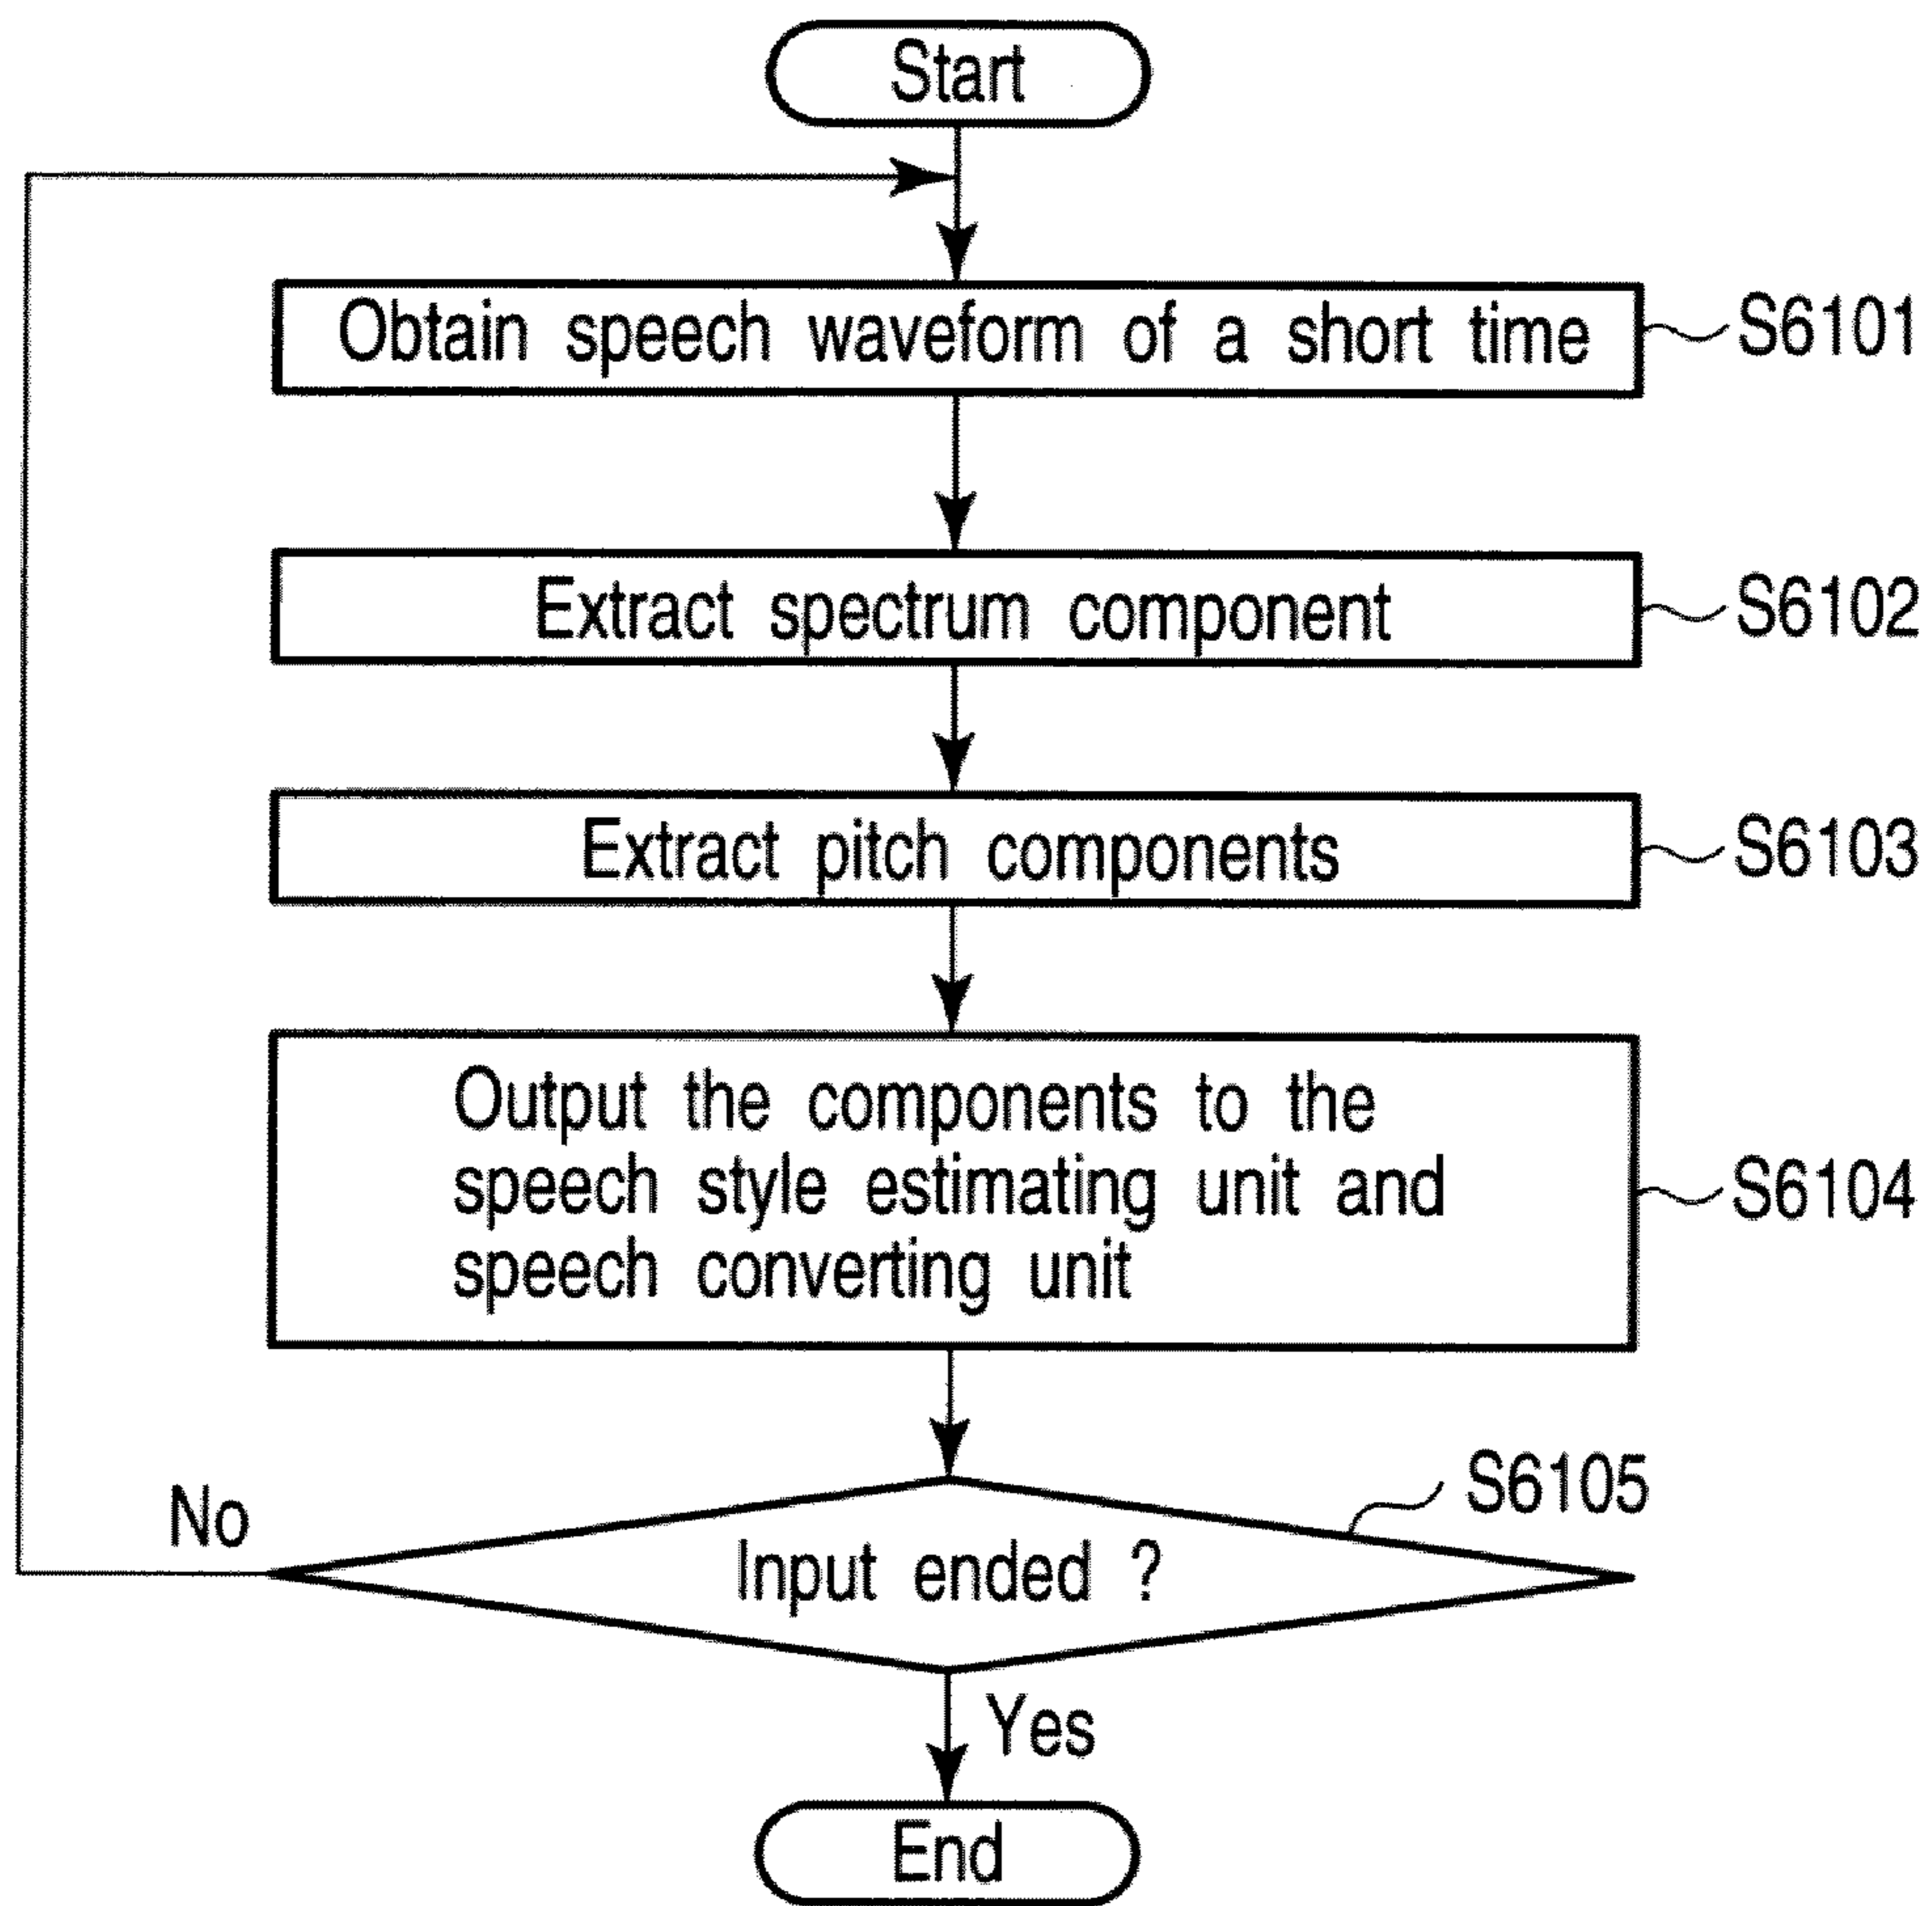 Start
Obtain speech waveform of a short time
S6101
Extract spectrum component
S6102
Extract pitch components
S6103
Output the components to the
speech style estimating unit and
speech converting unit
S6104
S6105
No
Input ended ?
Yes
End